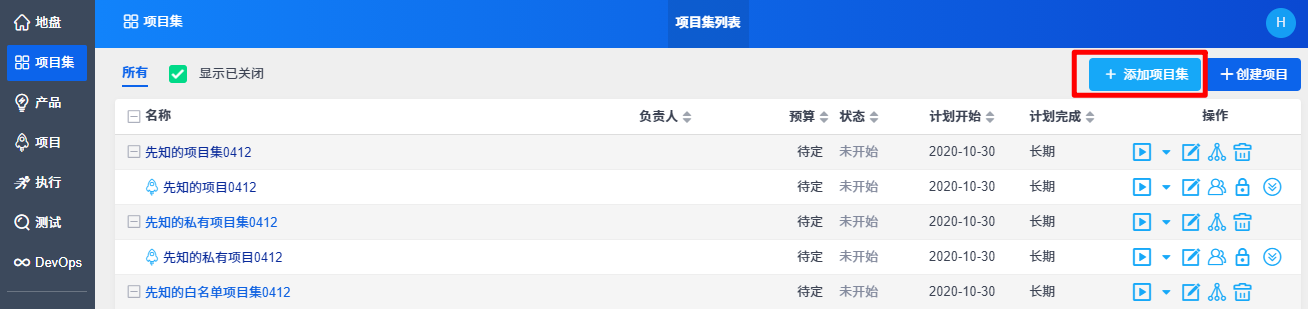 地盘
项目集
产品
项目
执行
测试
DevOps
项目集
项目集列表
H
所有 显示已关闭
添加项目集 创建项目
名称 负责人 预算 状态 计划开始 计划完成 操作
先知的项目集0412 待定 未开始 2020-10-30 长期
先知的项目0412 待定 未开始 2020-10-30 长期
先知的私有项目集0412 待定 未开始 2020-10-30 长期
先知的私有项目0412 待定 未开始 2020-10-30 长期
先知的白名单项目集0412 待定 未开始 2020-10-30 长期